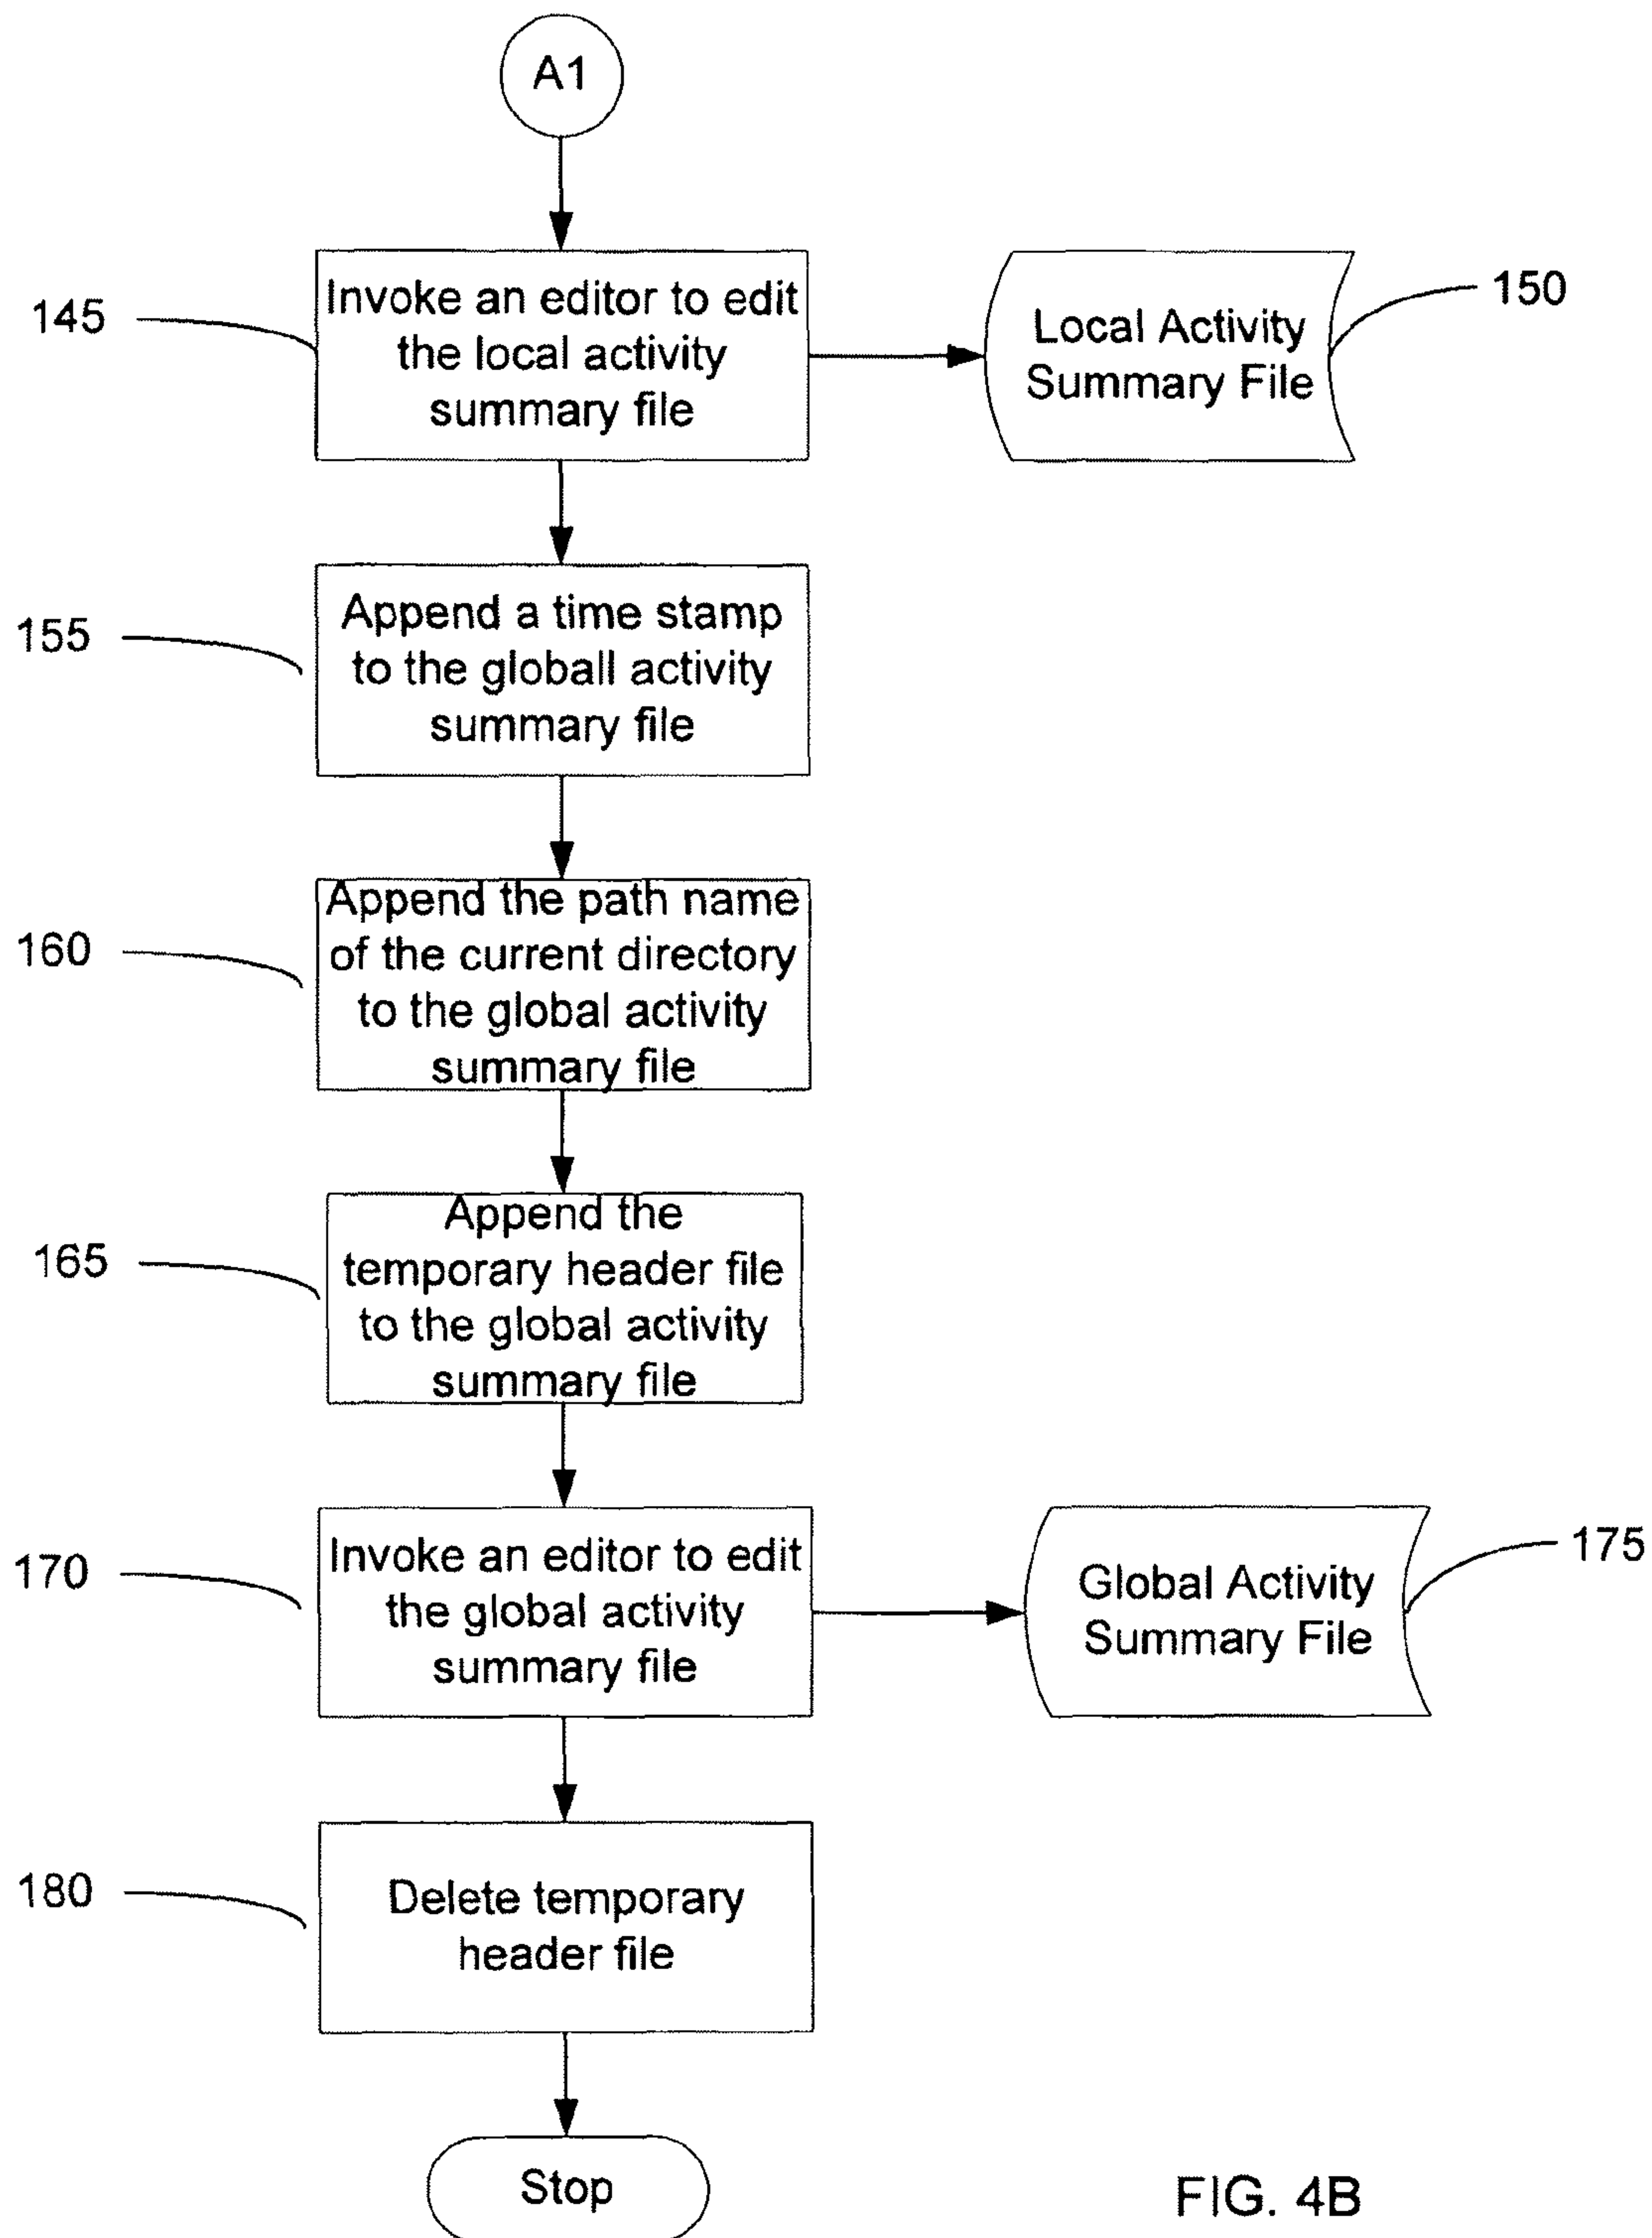 A1
145
Invoke an editor to edit
the local activity
summary file
Local Activity
Summary File
150
155
Append a time stamp
to the globall activity
summary file
160
Append the path name
of the current directory
to the global activity
summary file
165
Append the
temporary header file
to the global activity
summary file
170
Invoke an editor to edit
the global activity
summary file
Global Activity
Summary File
175
180
Delete temporary
header file
Stop
FIG. 4B